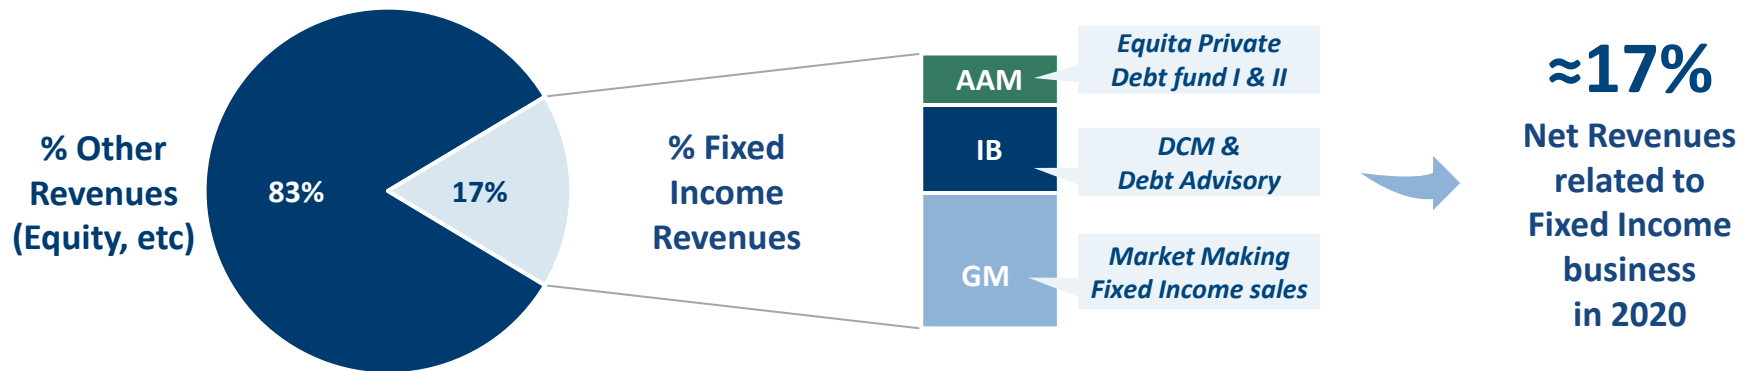 % Other
Revenues
(Equity, etc)
83%
17%
% Fixed
Income
Revenues
AAM
Equita Private
Debt fund I & II
IB
DCM &
Debt Advisory
GM
Market Making
Fixed Income sales
≈17%
Net Revenues
related to
Fixed Income
business
in 2020